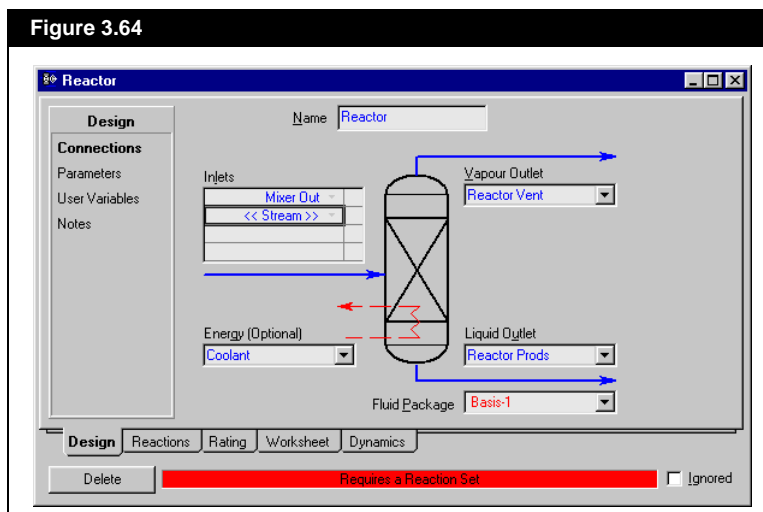 Figure 3.64
Reactor
Design
Connections
Parameters
User Variables
Notes
Name Reactor
Inlets
Mixer Out
<< Stream >>
Vapour Outlet
Reactor Vent
Energy (Optional)
Coolant
Liquid Outlet
Reactor Prods
Fluid Package Basis-1
Design Reactions Rating Worksheet Dynamics
Delete Requires a Reaction Set Ignored